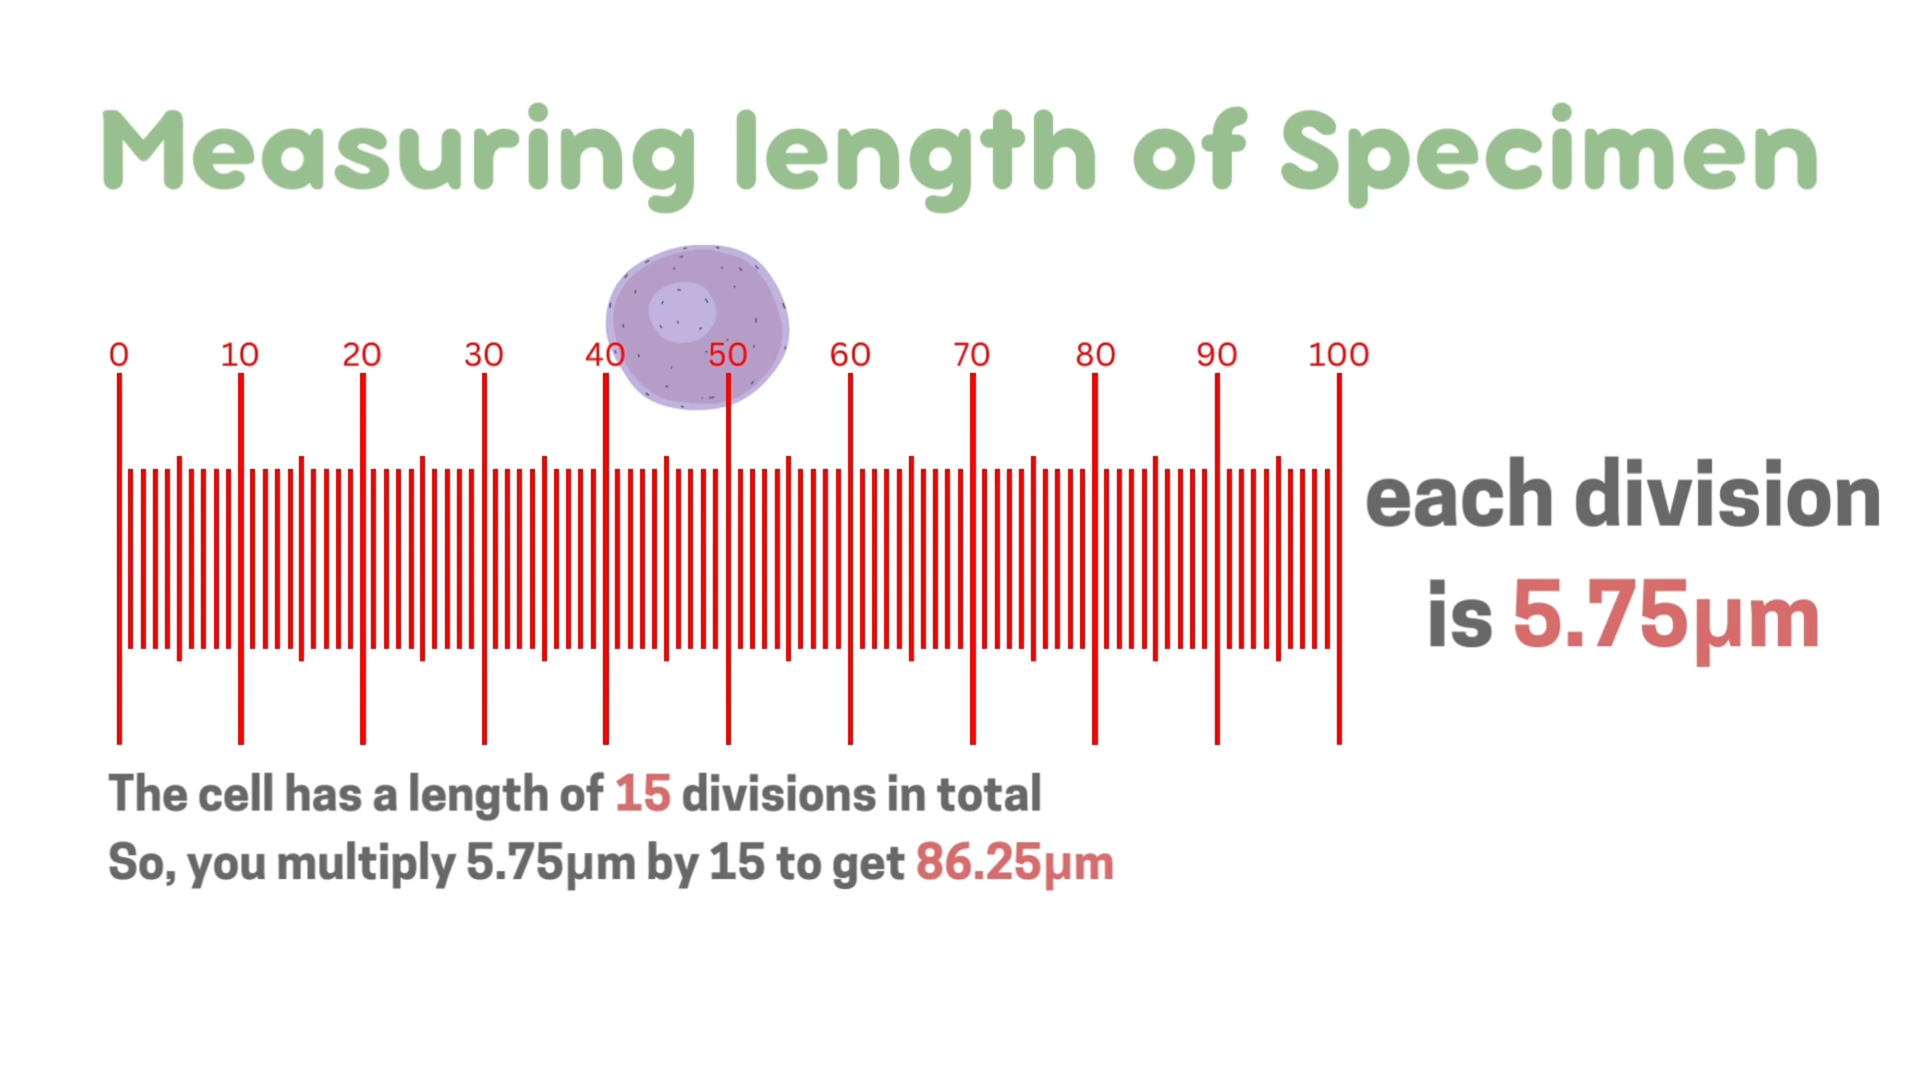 Measuring length of Specimen
0 10 20 30 40 50 60 70 80 90 100
each division
is 5.75µm
The cell has a length of 15 divisions in total
So, you multiply 5.75µm by 15 to get 86.25µm